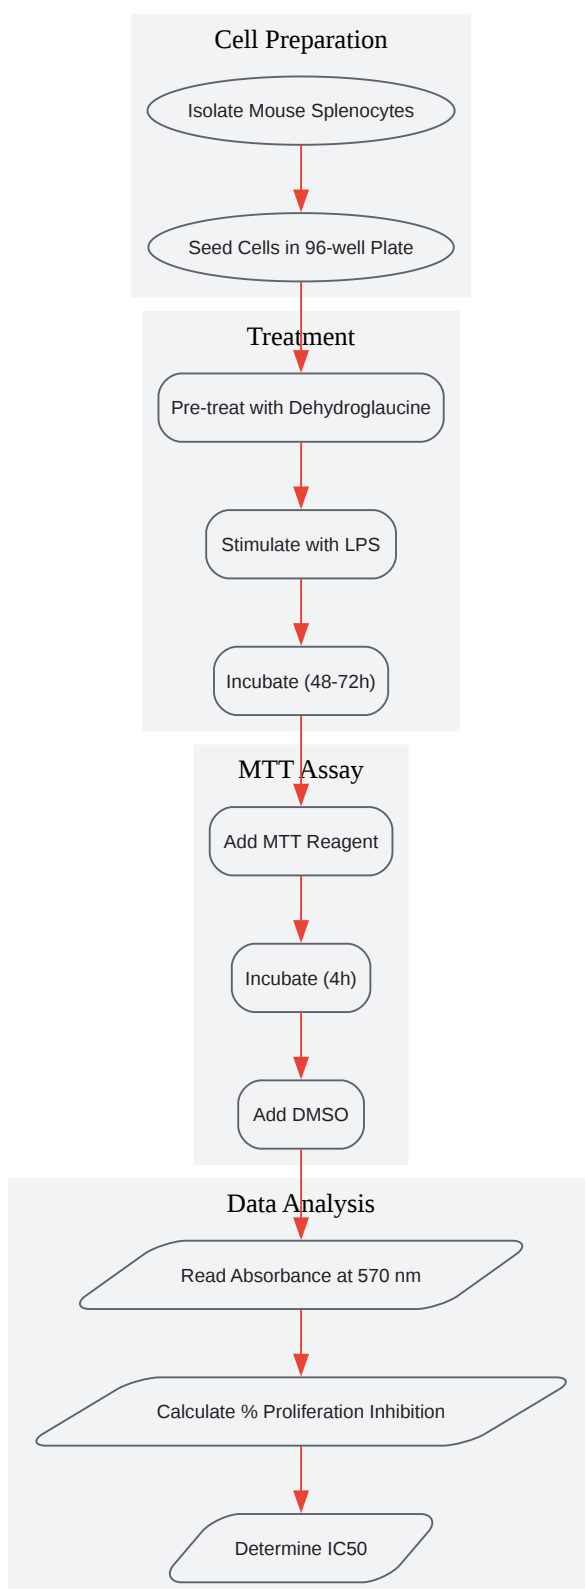 Cell Preparation
Isolate Mouse Splenocytes
Seed Cells in 96-well Plate
Treatment
Pre-treat with Dehydroglaucine
Stimulate with LPS
Incubate (48-72h)
MTT Assay
Add MTT Reagent
Incubate (4h)
Add DMSO
Data Analysis
Read Absorbance at 570 nm
Calculate % Proliferation Inhibition
Determine IC50